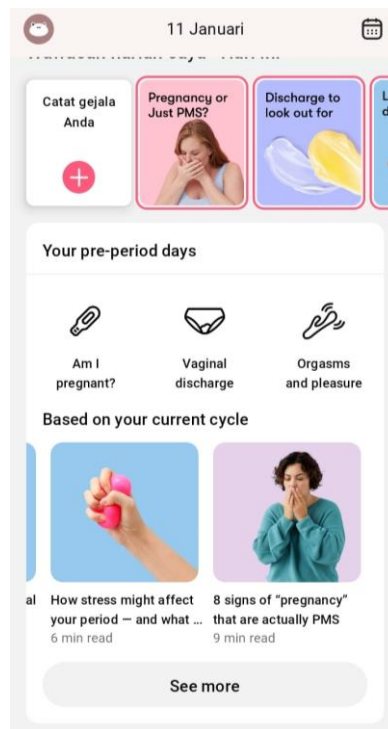 11 Januari
Catat gejala
Anda
Pregnancy or
Just PMS?
Discharge to
look out for
Your pre-period days
Am I
pregnant?
Vaginal
discharge
Orgasms
and pleasure
Based on your current cycle
al
How stress might affect
your period — and what ...
6 min read
8 signs of “pregnancy”
that are actually PMS
9 min read
See more